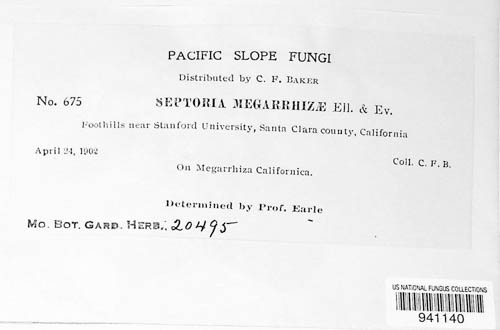 PACIFIC SLOPE FUNGI
Distributed by C. F. BAKER
No. 675 SEPTORIA MEGARRHIZÆ Ell. & Ev.
Foothills near Stanford University, Santa Clara county, California
April 24, 1902 Coll. C. F. B.
On Megarrhiza Californica.
Determined by Prof. Earle
MO. BOT. GARD. HERB., 20495
US NATIONAL FUNGUS COLLECTIONS
941140